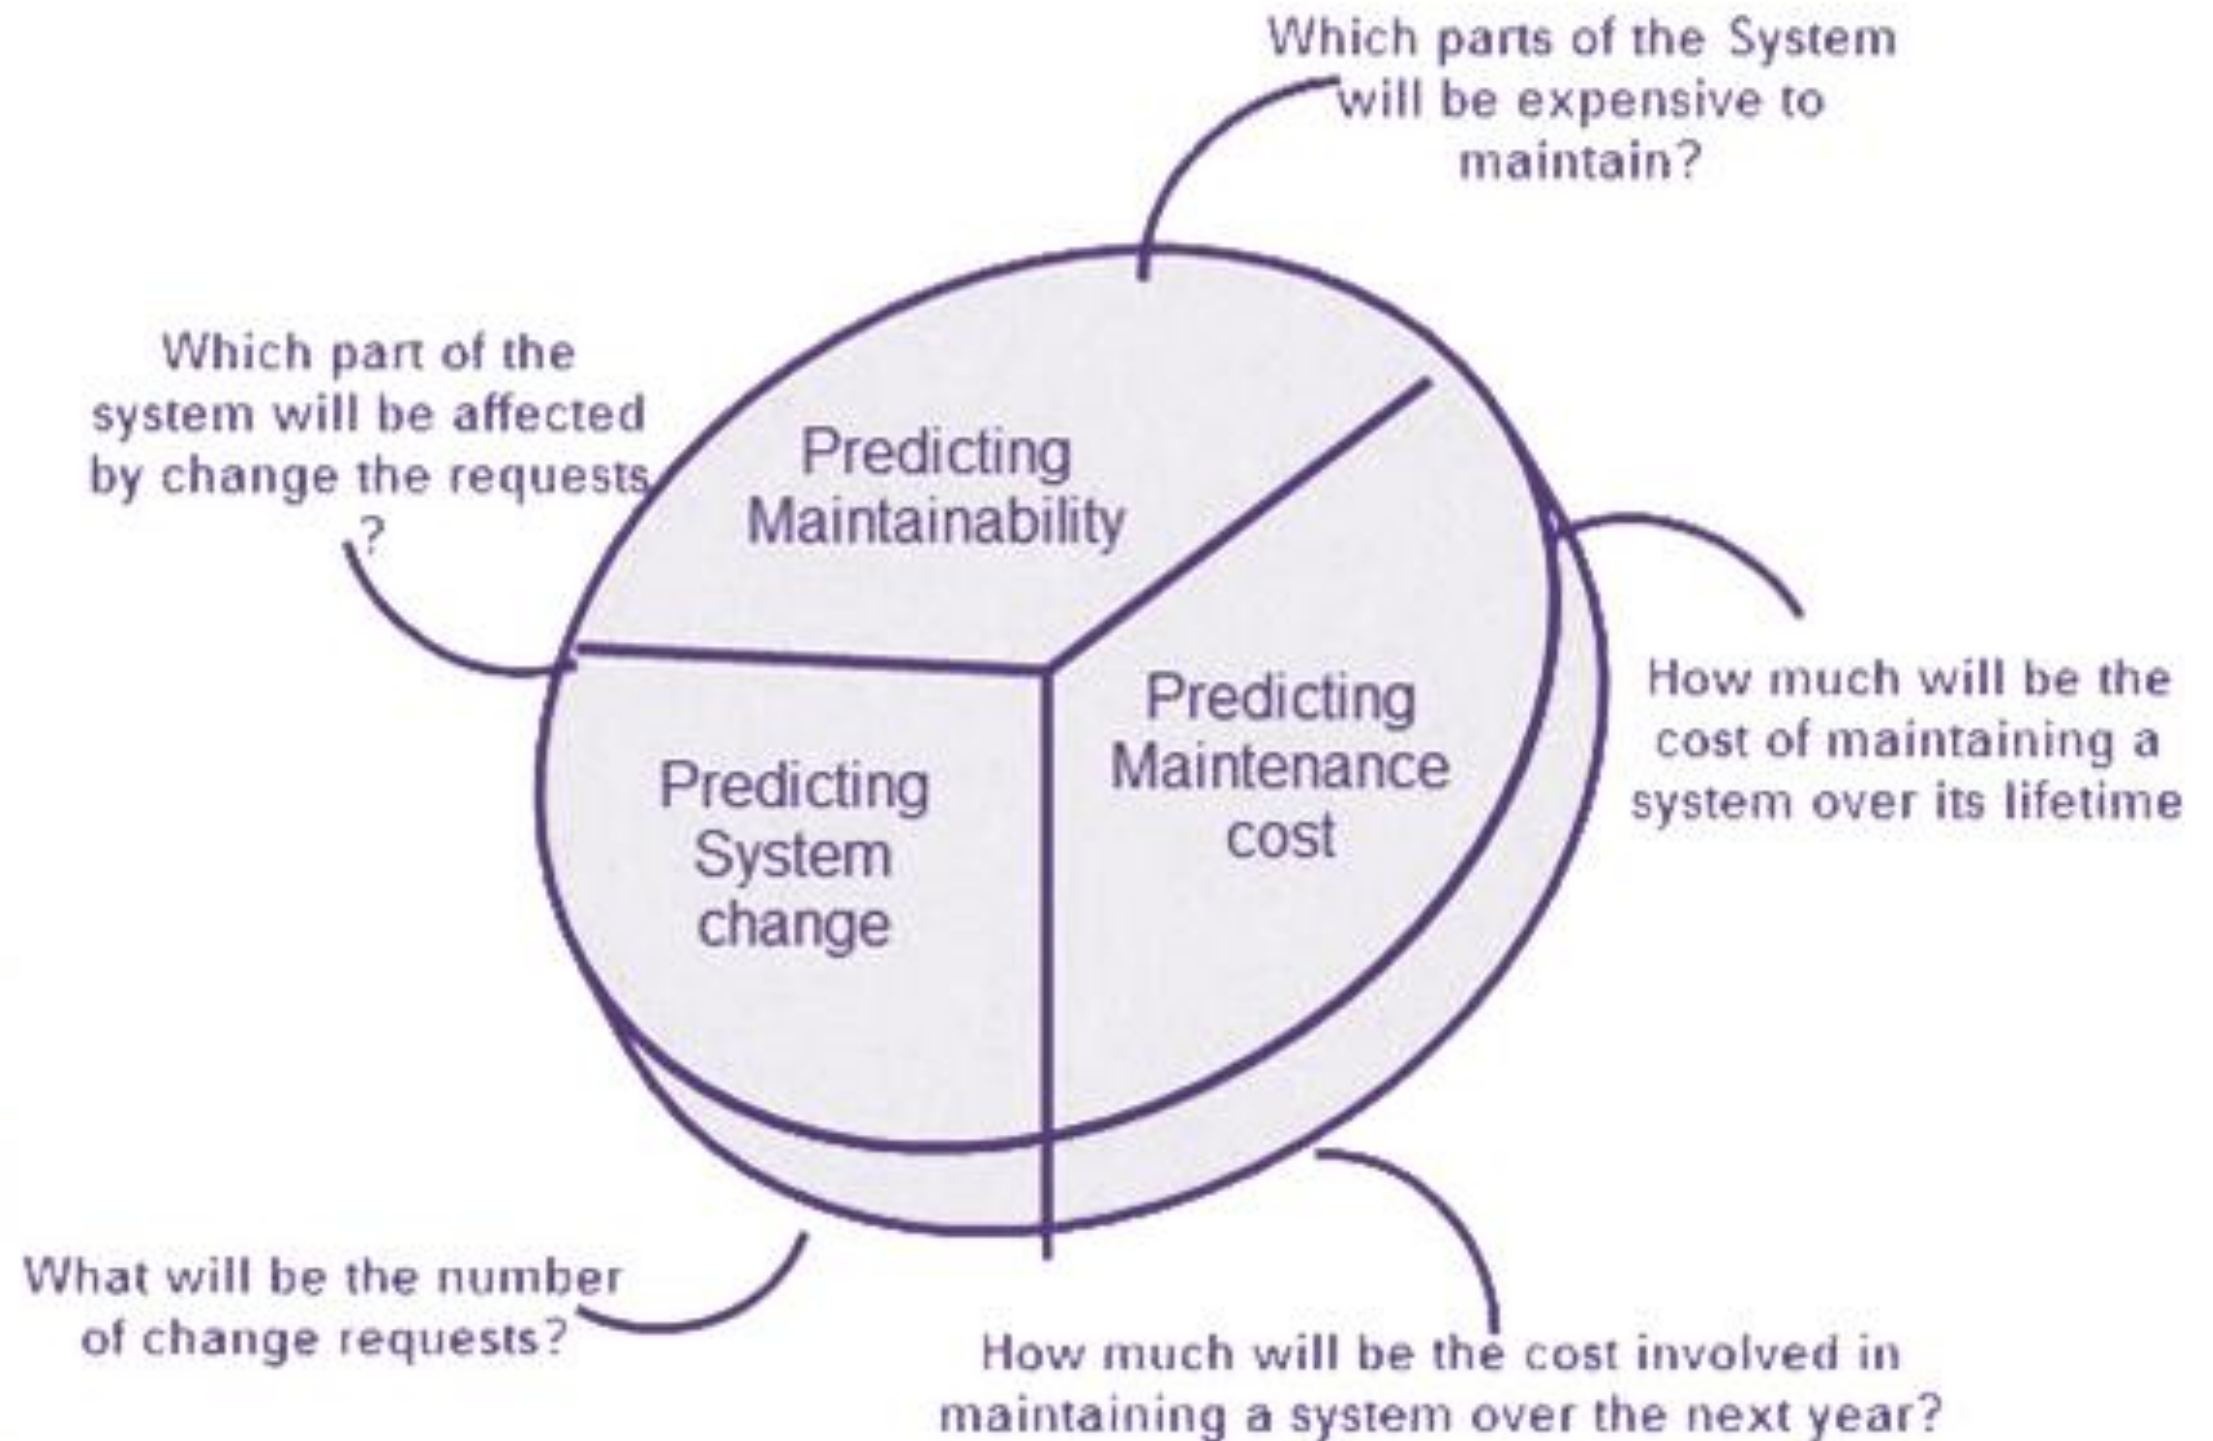 Which parts of the System
will be expensive to
maintain?
Which part of the
system will be affected
by change the requests
?
Predicting
Maintainability
Predicting
Maintenance
cost
How much will be the
cost of maintaining a
system over its lifetime
Predicting
System
change
What will be the number
of change requests?
How much will be the cost involved in
maintaining a system over the next year?